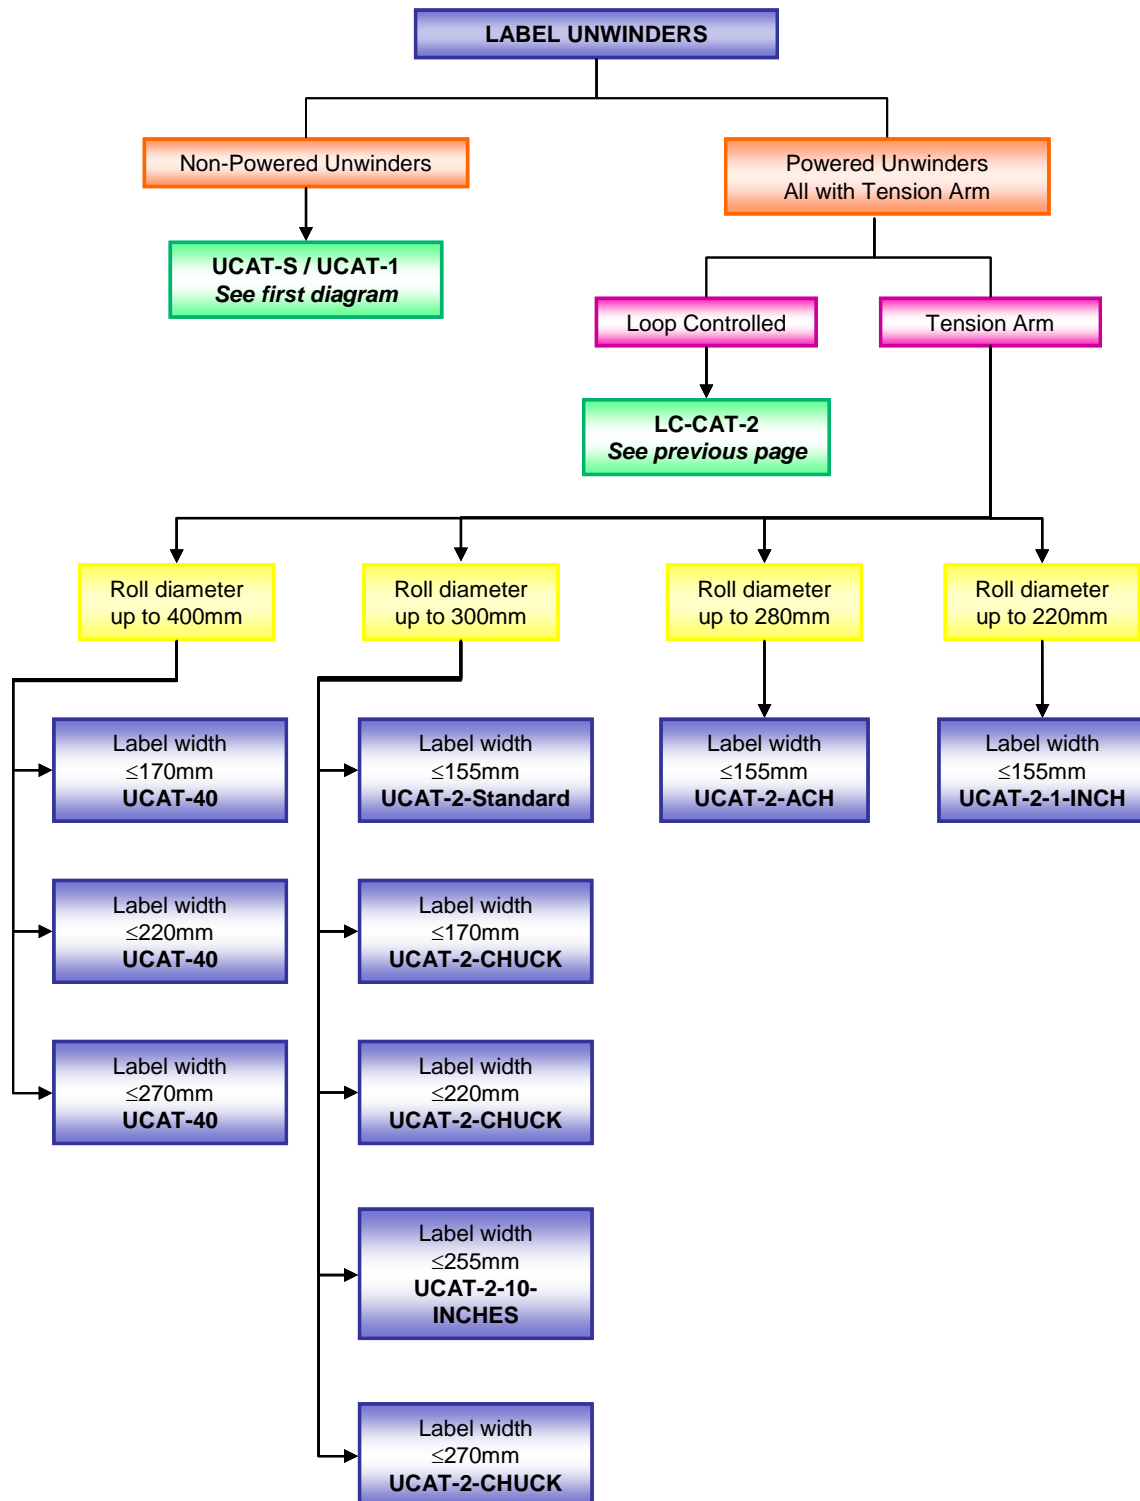 LABEL UNWINDERS
Non-Powered Unwinders
Powered Unwinders
All with Tension Arm
UCAT-S / UCAT-1
See first diagram
Loop Controlled
Tension Arm
LC-CAT-2
See previous page
Roll diameter
up to 400mm
Roll diameter
up to 300mm
Roll diameter
up to 280mm
Roll diameter
up to 220mm
Label width
≤170mm
UCAT-40
Label width
≤155mm
UCAT-2-Standard
Label width
≤155mm
UCAT-2-ACH
Label width
≤155mm
UCAT-2-1-INCH
Label width
≤220mm
UCAT-40
Label width
≤170mm
UCAT-2-CHUCK
Label width
≤270mm
UCAT-40
Label width
≤220mm
UCAT-2-CHUCK
Label width
≤255mm
UCAT-2-10-
INCHES
Label width
≤270mm
UCAT-2-CHUCK